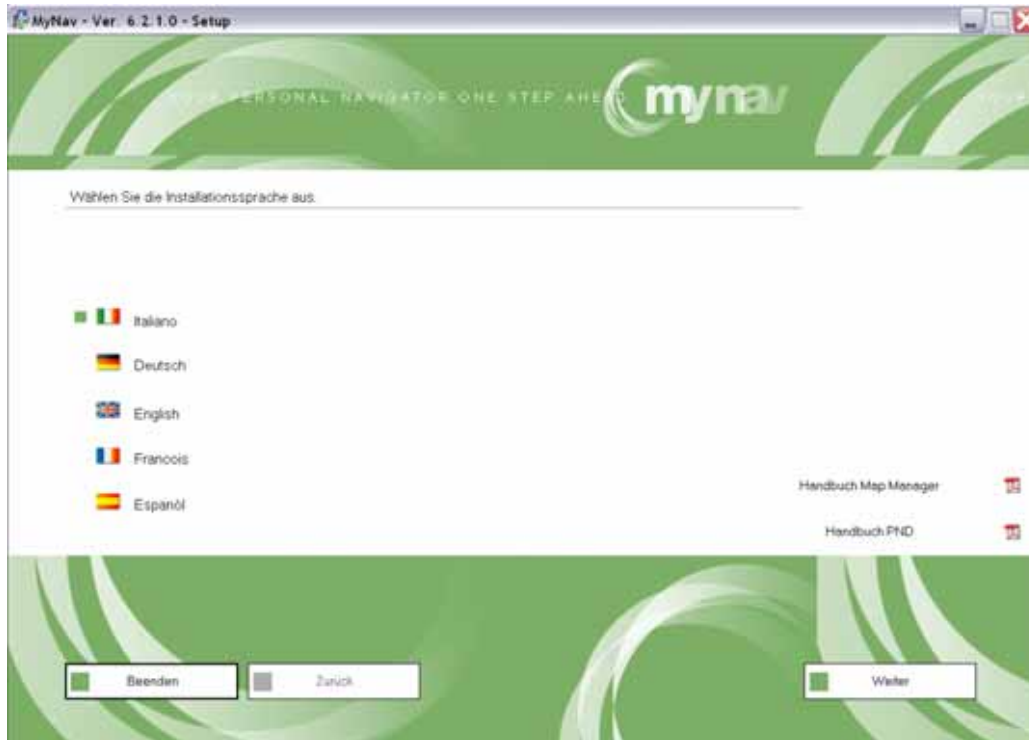 MyNav - Ver. 6.2.1.0 - Setup
PERSONAL NAVIGATOR ONE STEP AHEAD
mynav
Wählen Sie die Installationssprache aus.
Italiano
Deutsch
English
Francois
Espanól
Handbuch Map Manager
Handbuch PND
Beenden
Zurück
Weiter